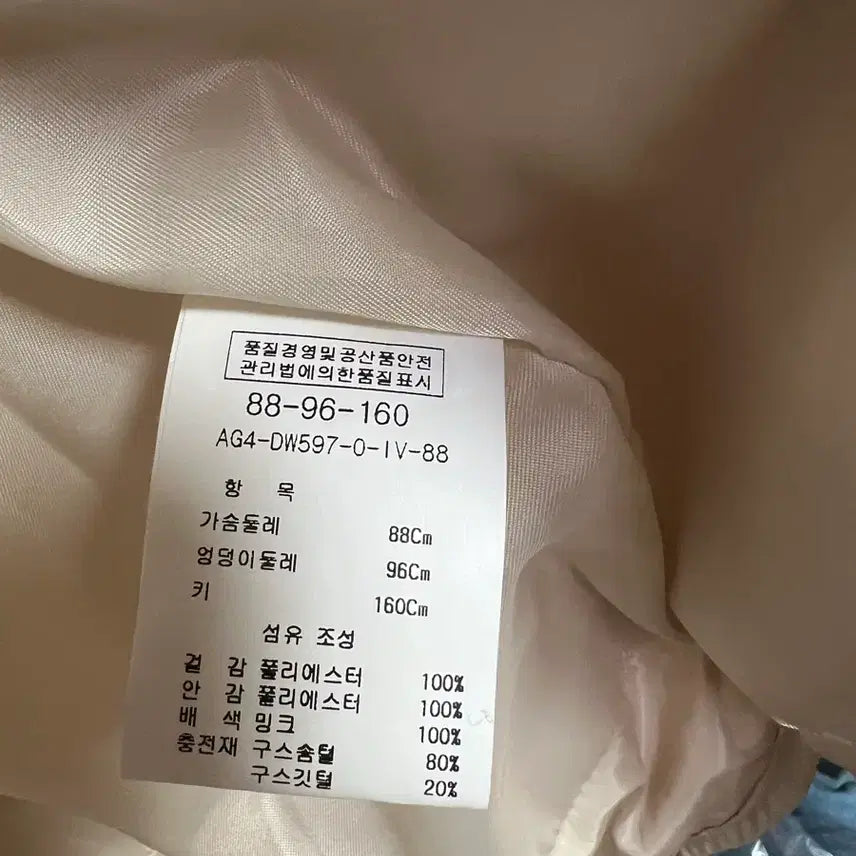 품질경영및공산품안전
관리법에의한품질표시
88-96-160
AG4-DW597-0-IV-88
항 목
가슴둘레 88Cm
엉덩이둘레 96Cm
키 160Cm
섬유 조성
겉 감 폴리에스터 100%
안 감 폴리에스터 100%
배 색 밍크 100%
충전재 구스솜털 80%
구스깃털 20%